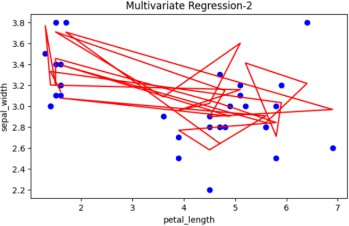 Multivariate Regression-2
3.8
3.6
3.4
3.2
3.0
2.8
2.6
2.4
2.2
sepal_width
2 3 4 5 6 7
petal_length